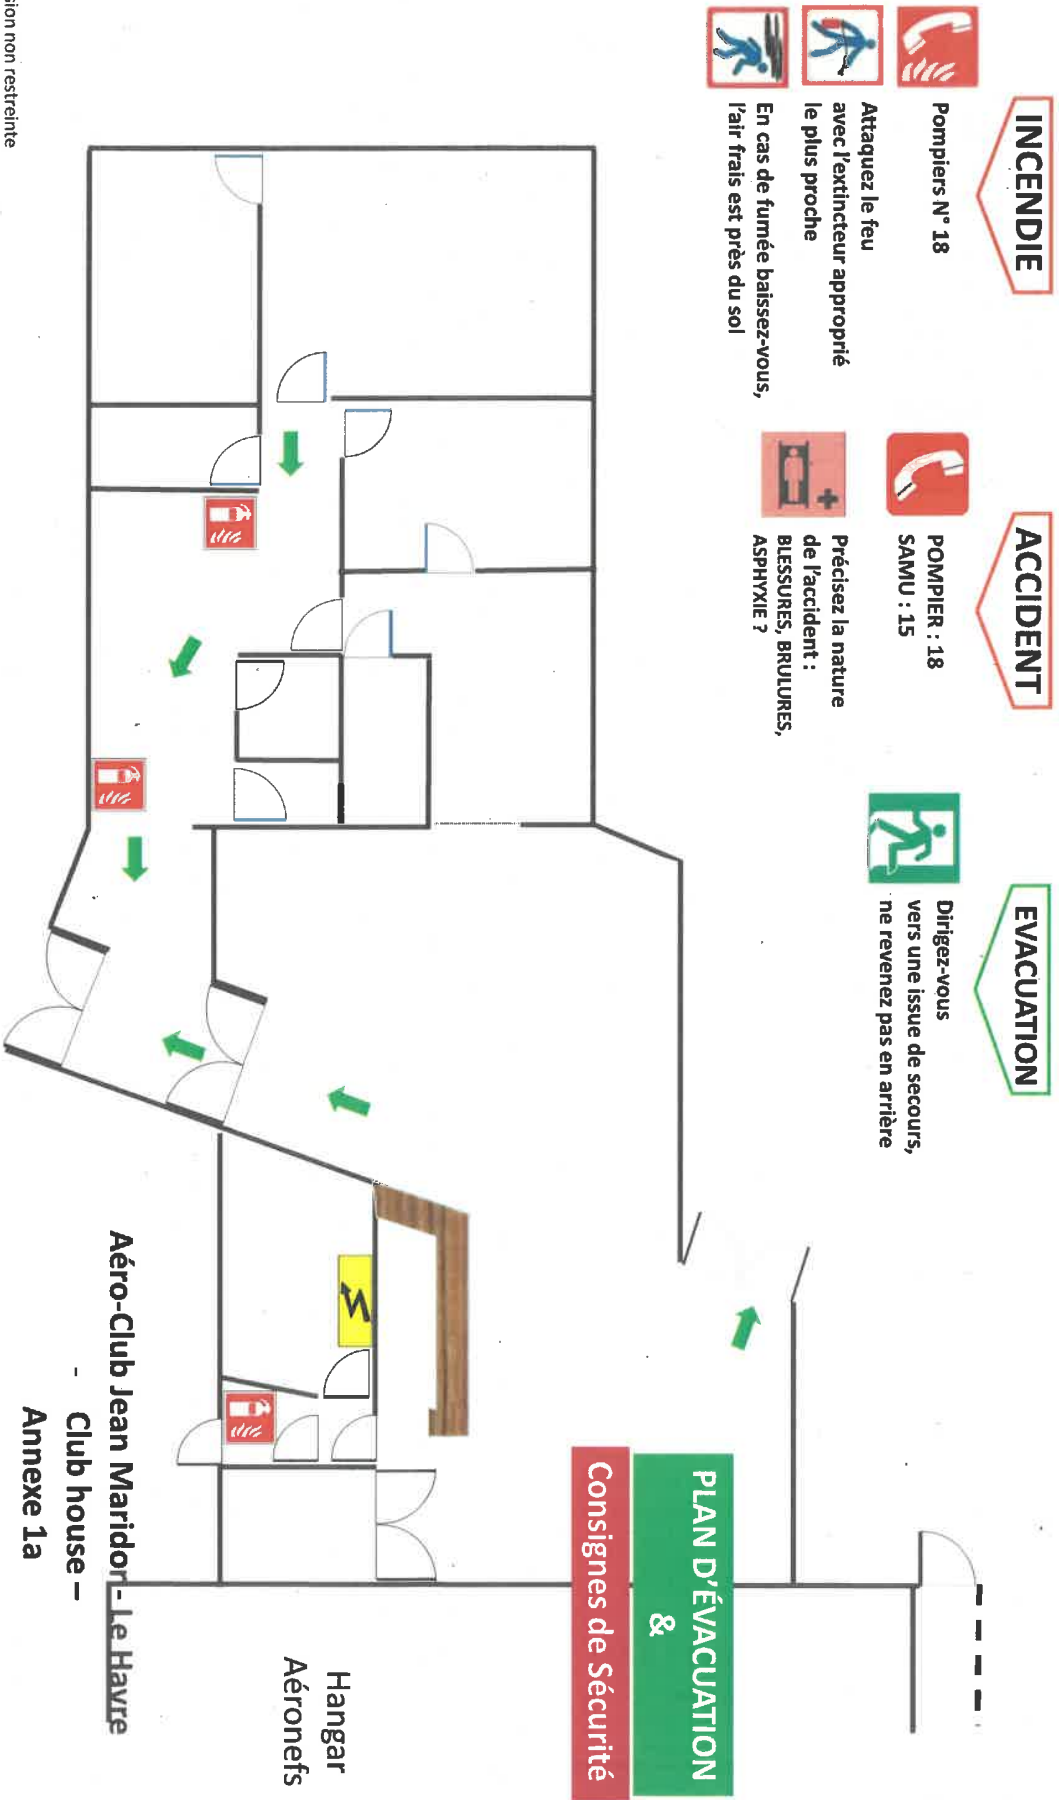 INCENDIE
Pompiers N° 18
Attaquez le feu
avec l'extincteur approprié
le plus proche
En cas de fumée baissez-vous,
l'air frais est près du sol
ACCIDENT
POMPIER : 18
SAMU : 15
Précisez la nature
de l'accident :
BLESSURES, BRULURES,
ASPHYXIE ?
EVACUATION
Dirigez-vous
vers une issue de secours,
ne revenez pas en arrière
PLAN D'ÉVACUATION
&
Consignes de Sécurité
Hangar
Aéronefs
Aéro-Club Jean Maridor - Le Havre
- Club house –
Annexe 1a
non restreinte